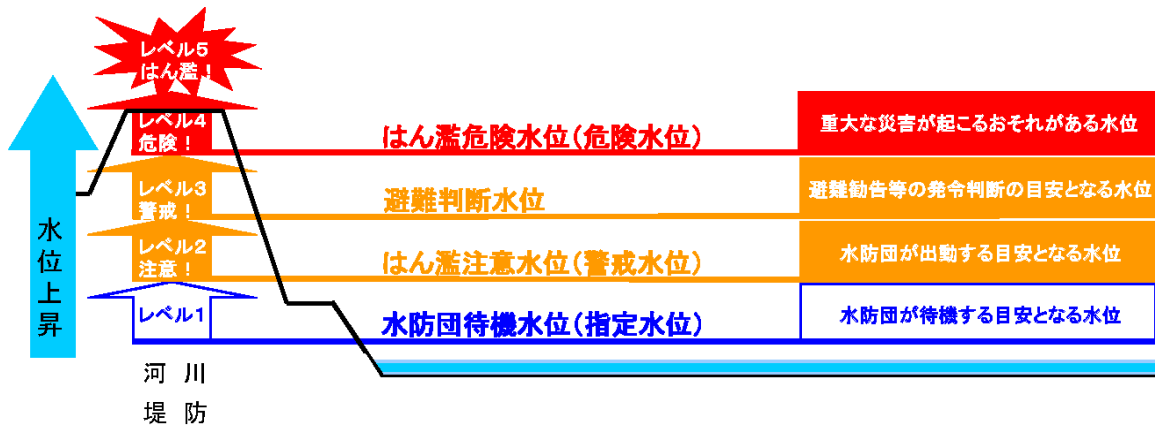 レベル5
はん濫！
レベル4
危険！
はん濫危険水位(危険水位)
重大な災害が起こるおそれがある水位
レベル3
警戒！
避難判断水位
避難勧告等の発令判断の目安となる水位
レベル2
注意！
はん濫注意水位(警戒水位)
水防団が出動する目安となる水位
レベル1
水防団待機水位(指定水位)
水防団が待機する目安となる水位
水位上昇
河川
堤防